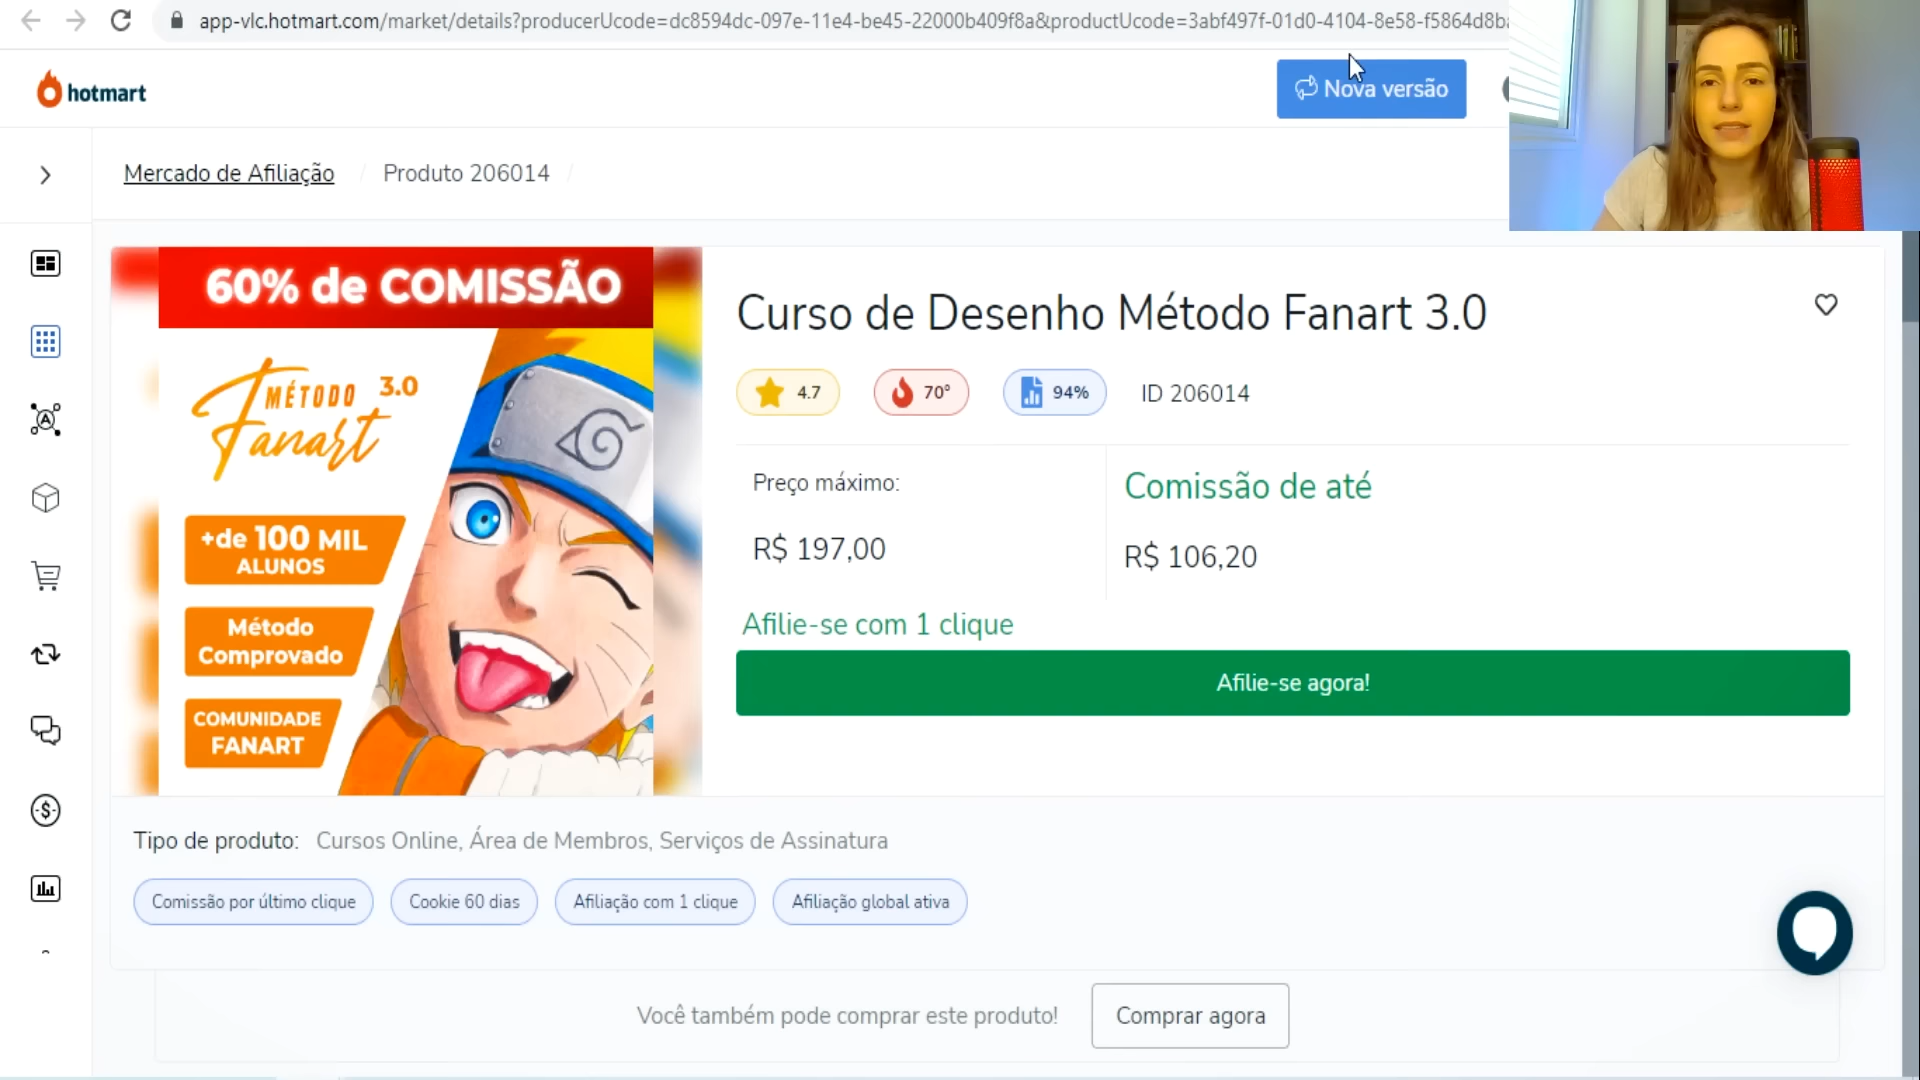 app-vlc.hotmart.com/market/details?producerUcode=dc8594dc-097e-11e4-be45-22000b409f8a&productUcode=3abf497f-01d0-4104-8e58-f5864d8b
hotmart
Nova versão
Mercado de Afiliação / Produto 206014 /
60% de COMISSÃO
MÉTODO 3.0
Fanart
+de 100 MIL
ALUNOS
Método
Comprovado
COMUNIDADE
FANART
Curso de Desenho Método Fanart 3.0
4.7 70° 94% ID 206014
Preço máximo:
R$ 197,00
Comissão de até
R$ 106,20
Afilie-se com 1 clique
Afilie-se agora!
Tipo de produto: Cursos Online, Área de Membros, Serviços de Assinatura
Comissão por último clique Cookie 60 dias Afiliação com 1 clique Afiliação global ativa
Você também pode comprar este produto! Comprar agora